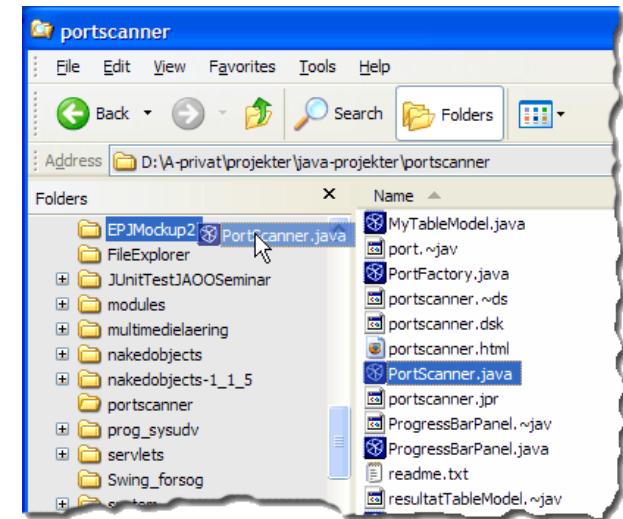 portscanner
File Edit View Favorites Tools Help
Back Search Folders
Address D:\A-privat\projekter\java-projekter\portscanner
Folders x Name
EPJMockup2 PortScanner.java
FileExplorer
JUnitTestJAOOSeminar
modules
multimedielaering
nakedobjects
nakedobjects-1_1_5
portscanner
prog_sysudv
servlets
Swing_forsog
system
MyTableModel.java
port.~jav
PortFactory.java
portscanner.~ds
portscanner.dsk
portscanner.html
PortScanner.java
portscanner.jpr
ProgressBarPanel.~jav
ProgressBarPanel.java
readme.txt
resultatTableModel.~jav